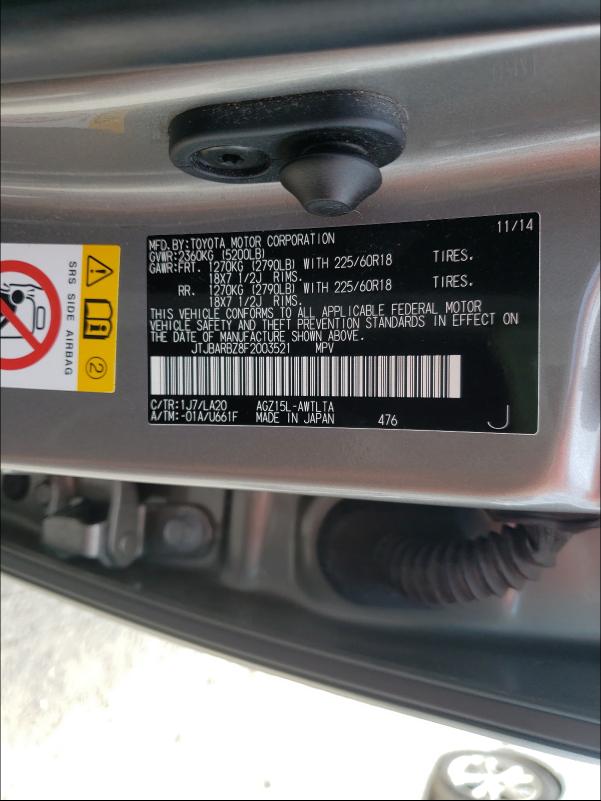 11/14
MFD.BY:TOYOTA MOTOR CORPORATION
GVWR:2360KG (5200LB)
GAWR:FRT. 1270KG (2790LB) WITH 225/60R18 TIRES.
18X7 1/2J RIMS.
RR. 1270KG (2790LB) WITH 225/60R18 TIRES.
18X7 1/2J RIMS.
THIS VEHICLE CONFORMS TO ALL APPLICABLE FEDERAL MOTOR
VEHICLE SAFETY AND THEFT PREVENTION STANDARDS IN EFFECT ON
THE DATE OF MANUFACTURE SHOWN ABOVE.
JTJBARBZ8F2003521 MPV
C/TR:1J7/LA20 AGZ15L-AWTLTA
A/TM:-01A/U661F MADE IN JAPAN 476 J
SRS SIDE AIRBAG
2